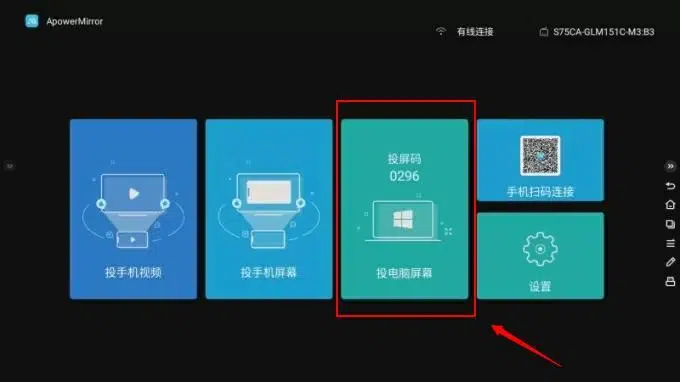 ApowerMirror
有线连接
S75CA-GLM151C-M3:B3
投手机视频
投手机屏幕
投屏码
0296
投电脑屏幕
手机扫码连接
设置